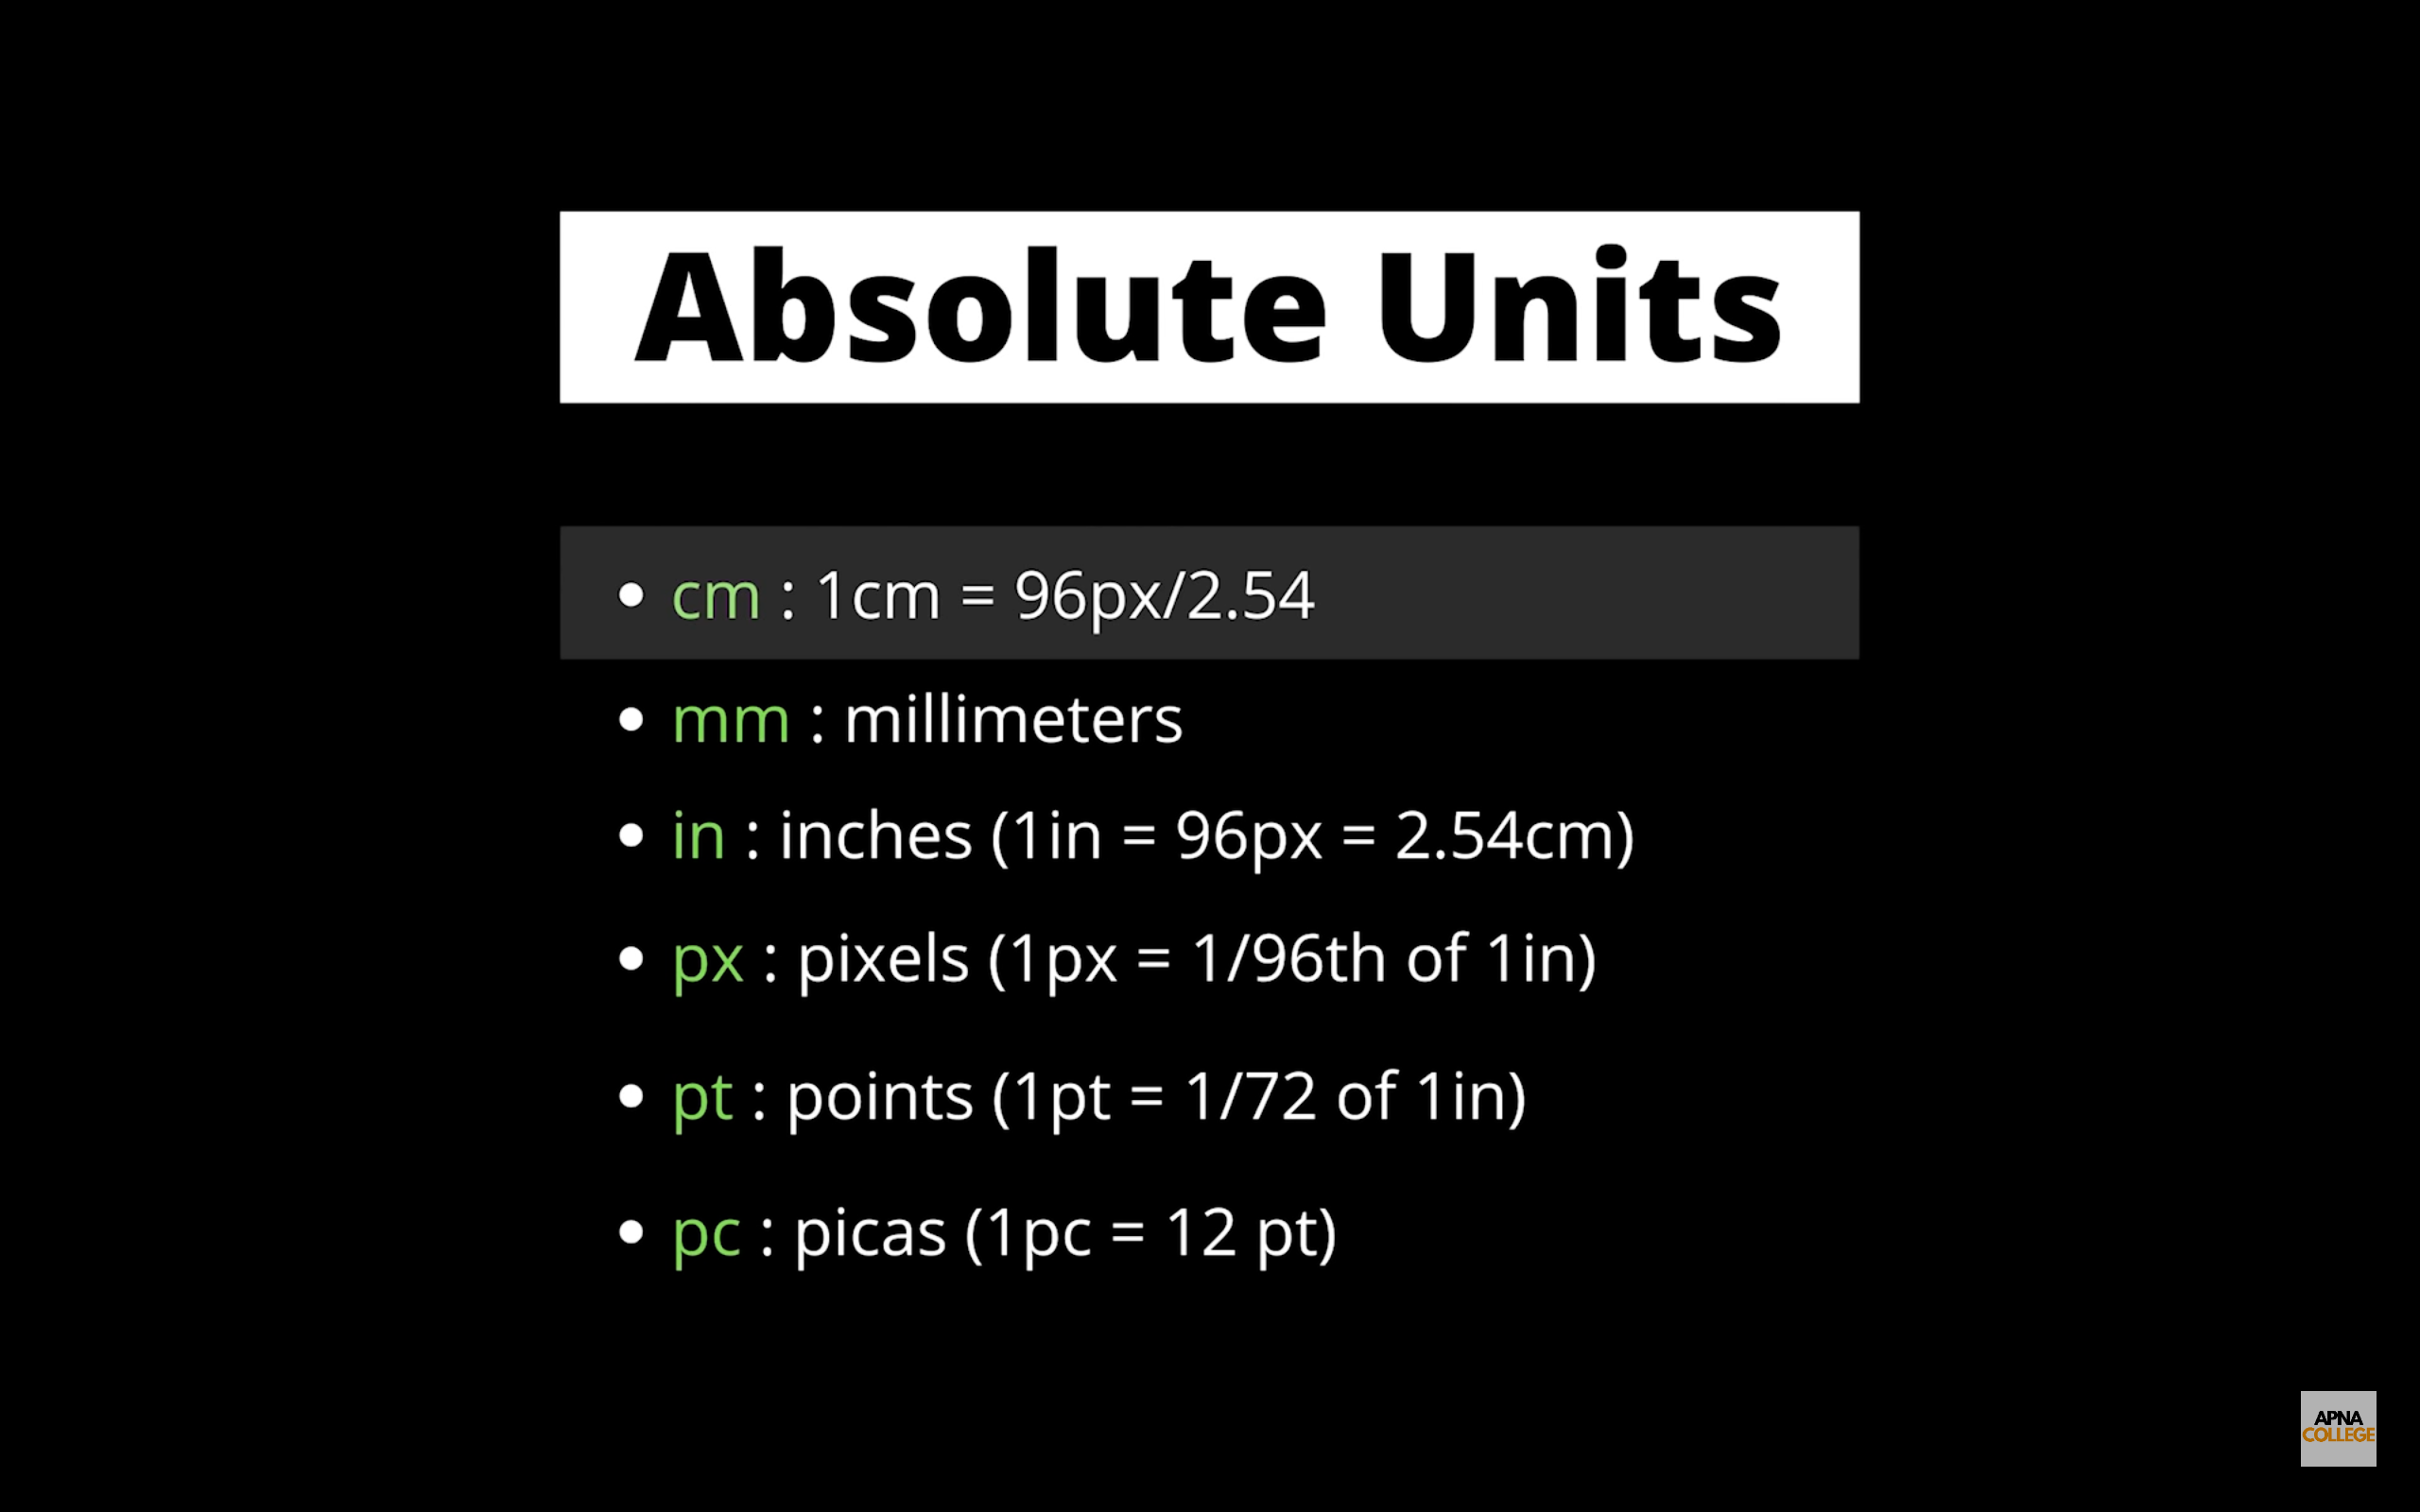 Absolute Units
• cm : 1cm = 96px/2.54
• mm : millimeters
• in : inches (1in = 96px = 2.54cm)
• px : pixels (1px = 1/96th of 1in)
• pt : points (1pt = 1/72 of 1in)
• pc : picas (1pc = 12 pt)
APNA
COLLEGE